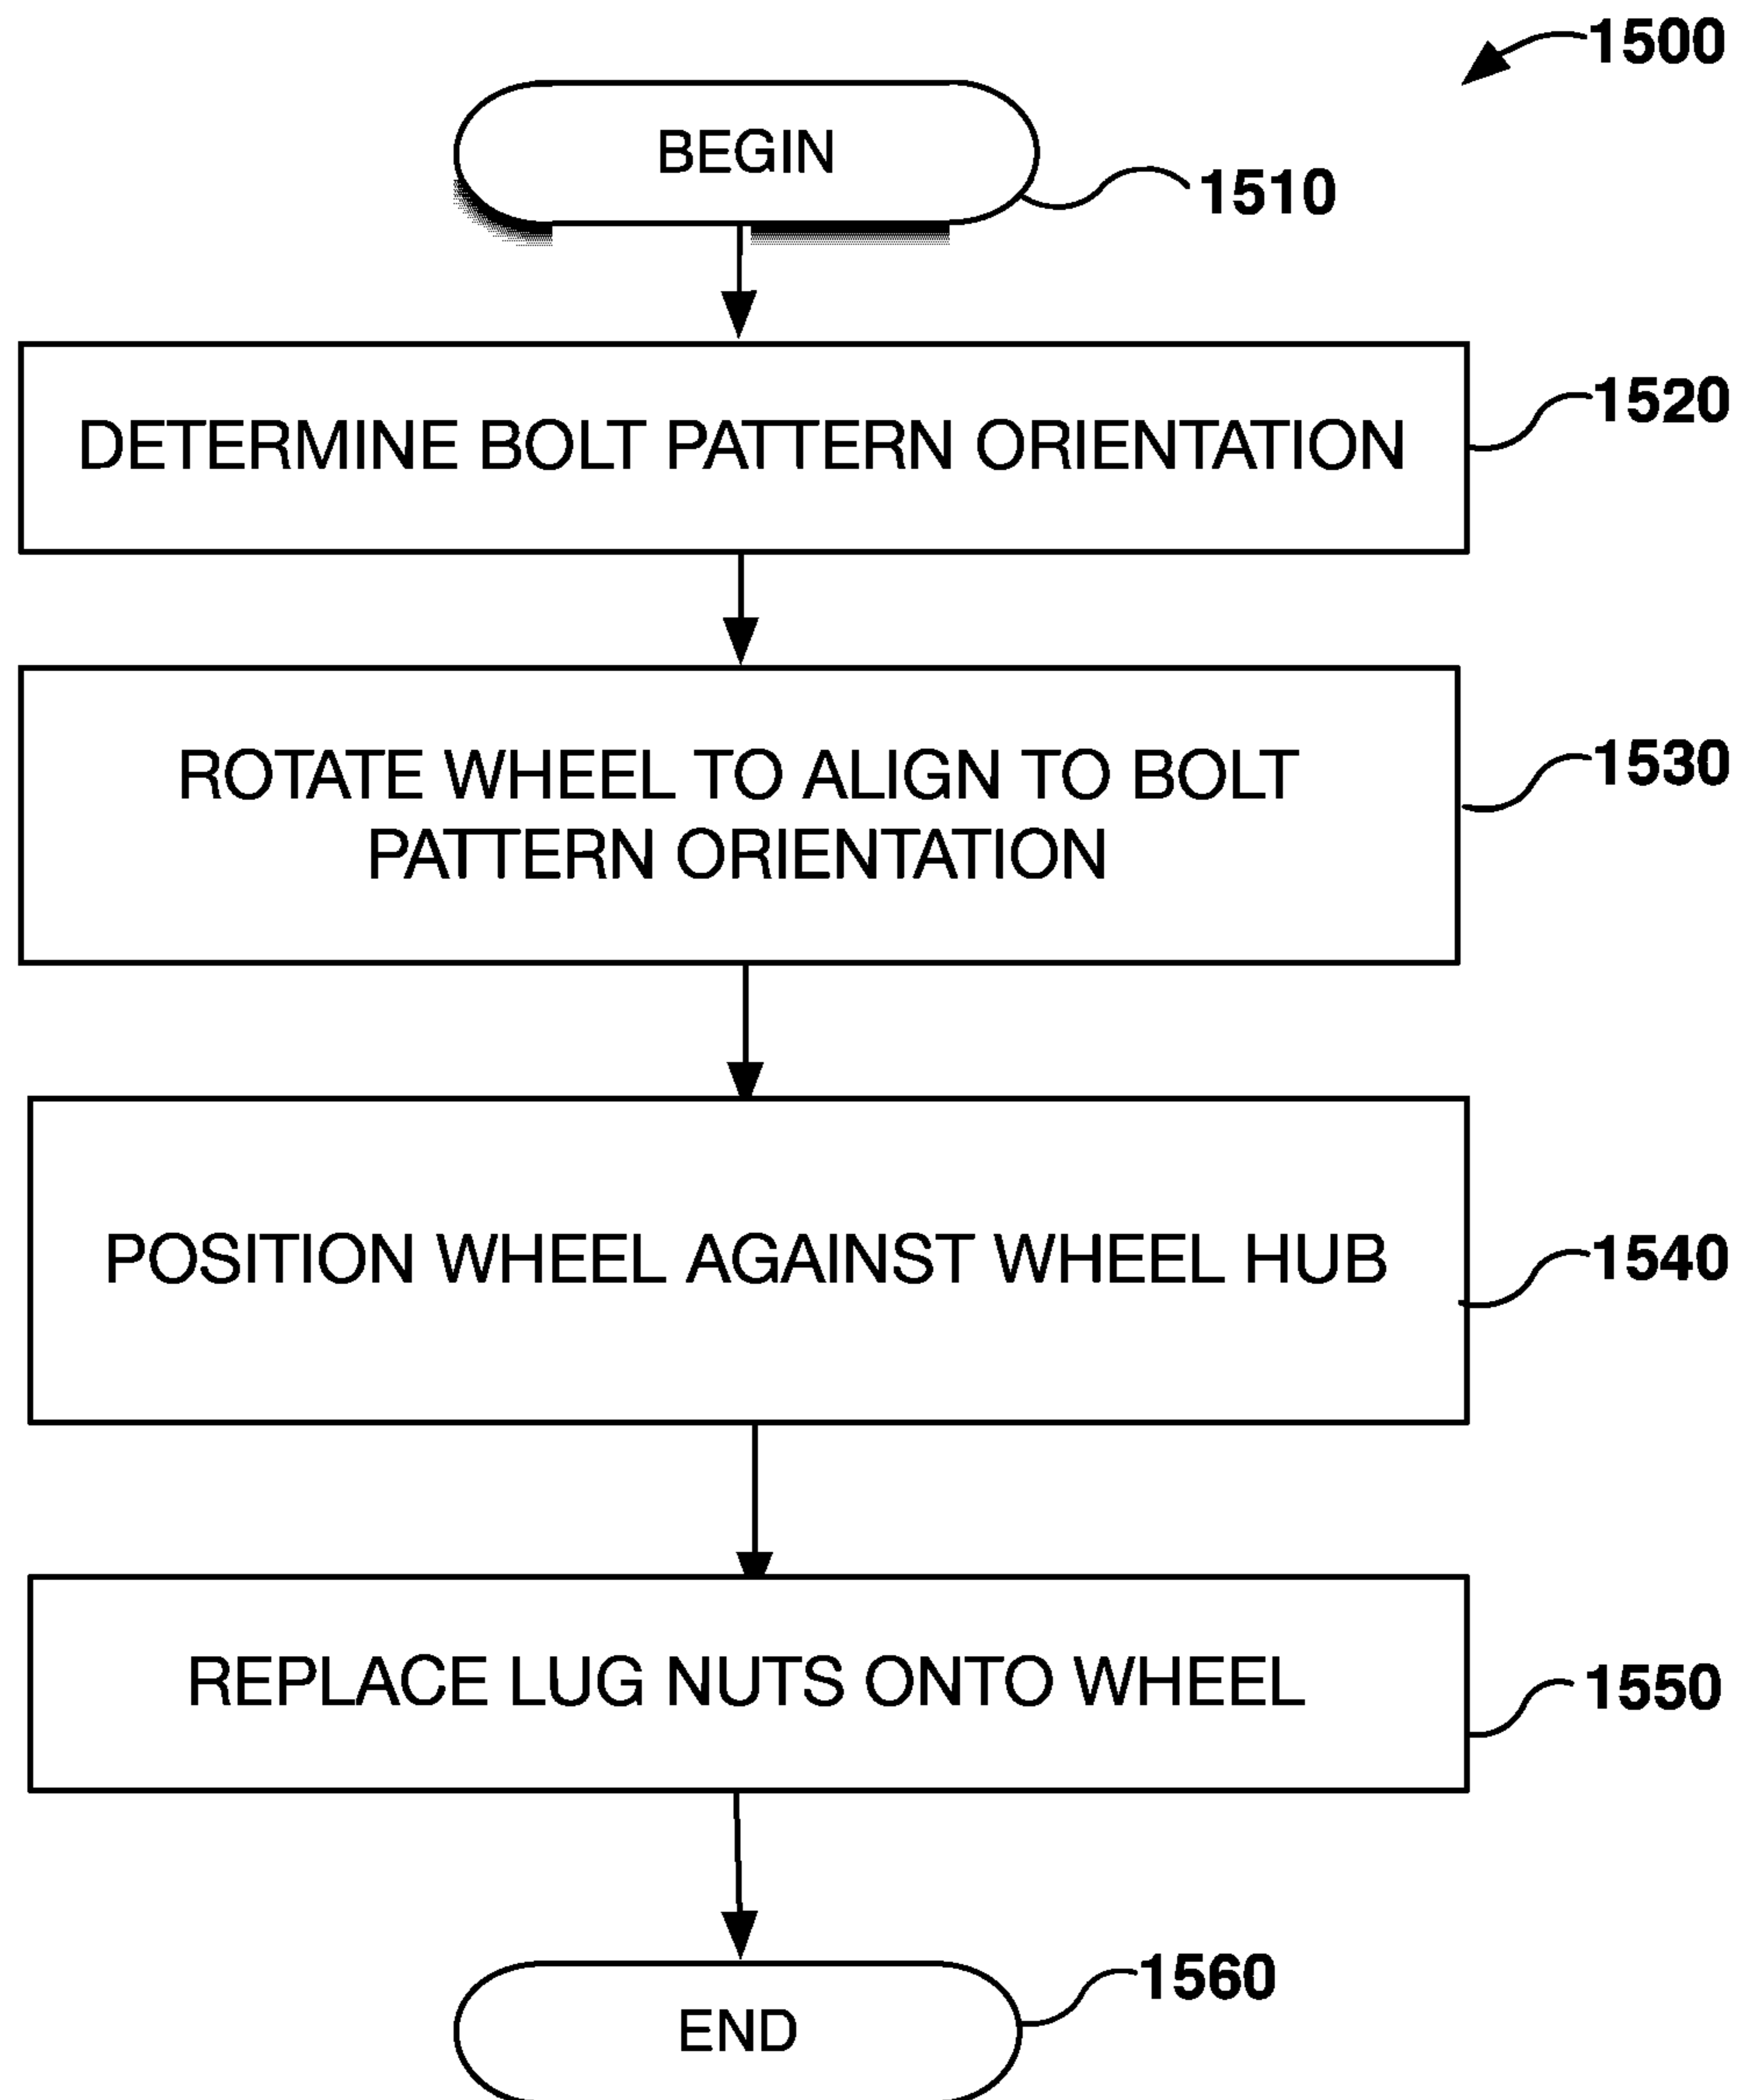 1500
BEGIN
1510
DETERMINE BOLT PATTERN ORIENTATION
1520
ROTATE WHEEL TO ALIGN TO BOLT
PATTERN ORIENTATION
1530
POSITION WHEEL AGAINST WHEEL HUB
1540
REPLACE LUG NUTS ONTO WHEEL
1550
END
1560